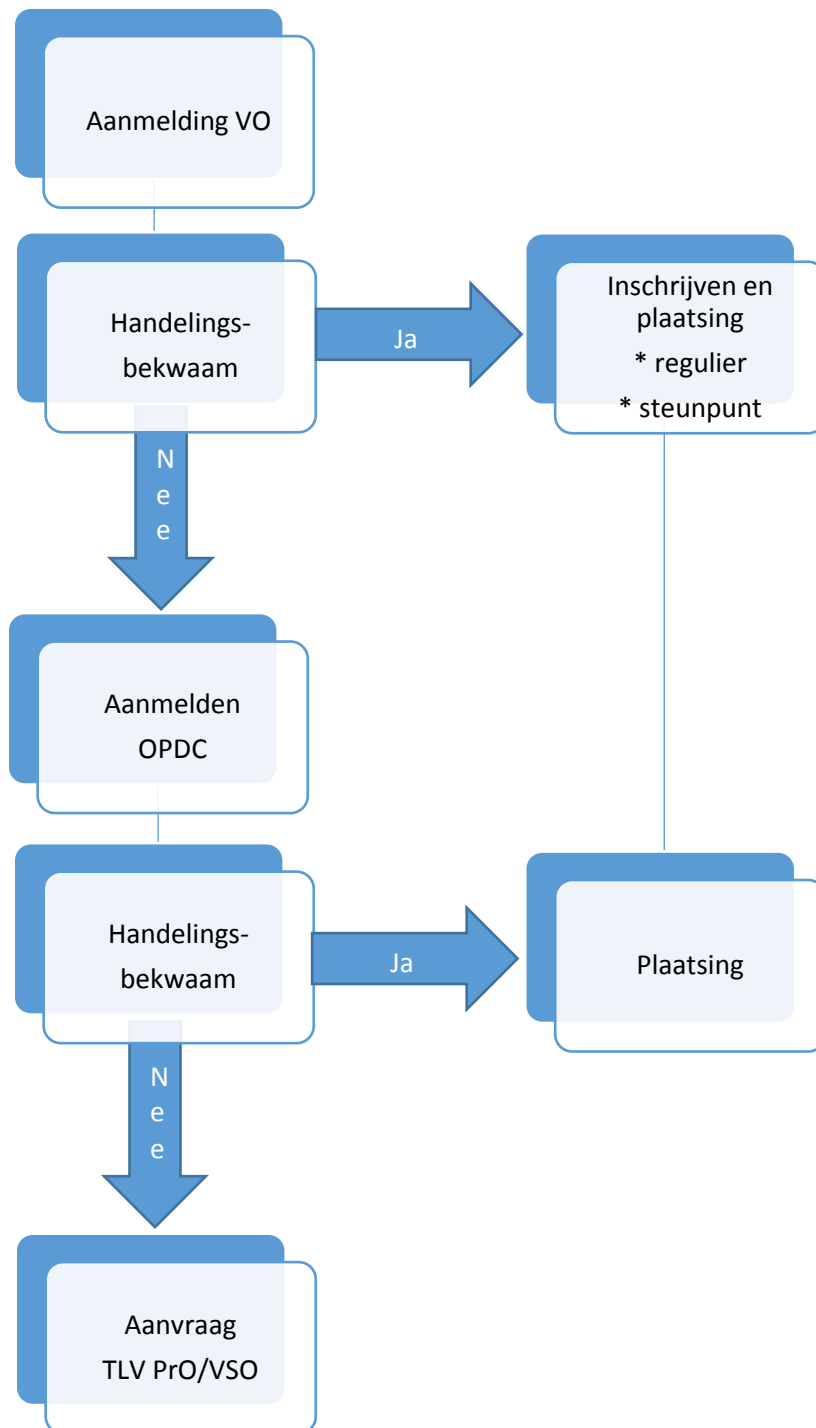 Aanmelding VO
Handelings-
bekwaam
Ja
Inschrijven en
plaatsing
* regulier
* steunpunt
N
e
e
Aanmelden
OPDC
Handelings-
bekwaam
Ja
Plaatsing
N
e
e
Aanvraag
TLV PrO/VSO